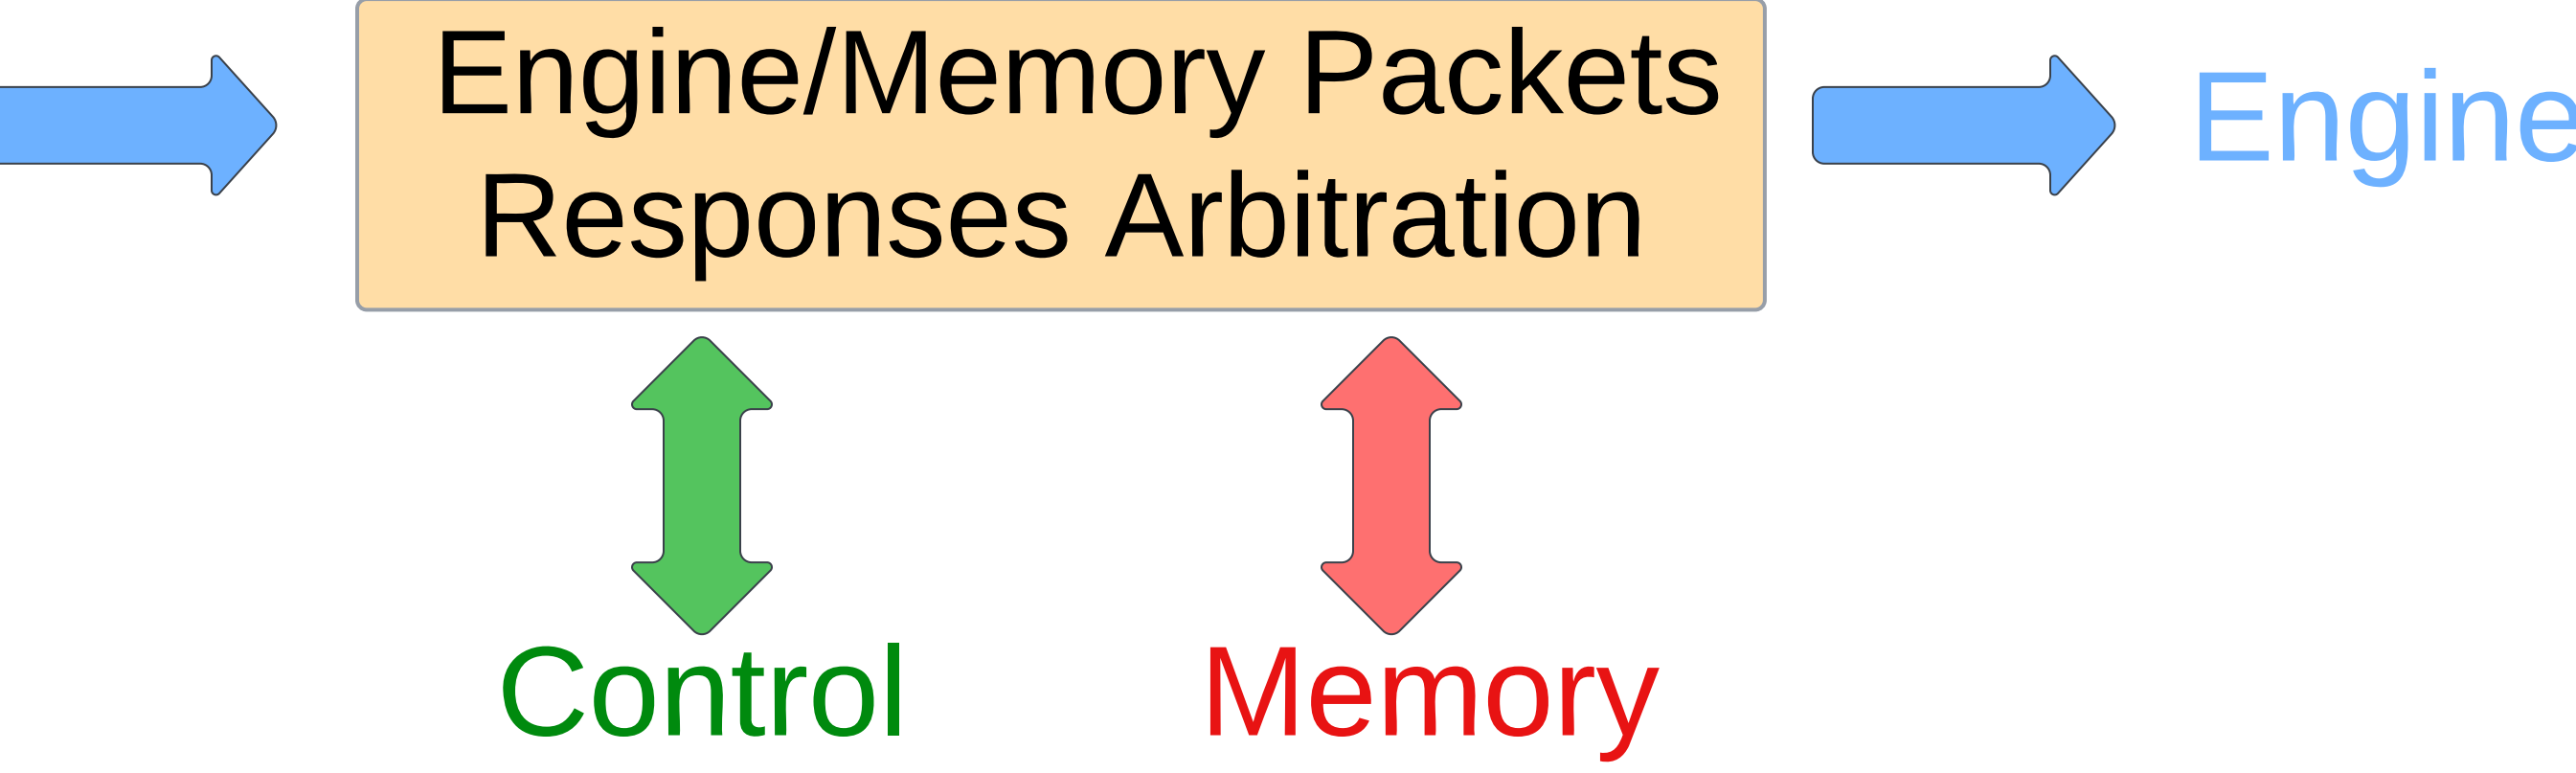 Engine/Memory Packets
Responses Arbitration
Engine
Control
Memory